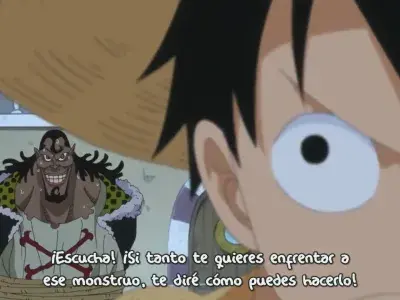 ¡Escucha! ¡Si tanto te quieres enfrentar a
ese monstruo, te diré cómo puedes hacerlo!